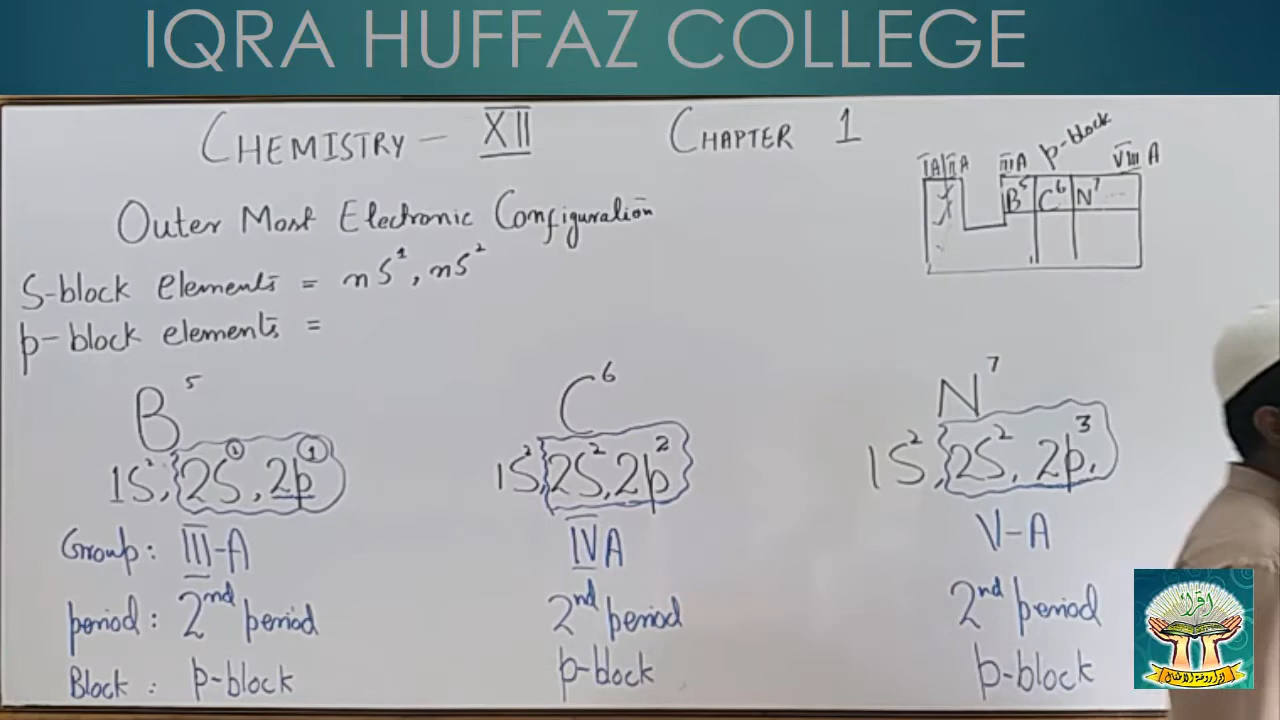 IQRA HUFFAZ COLLEGE
CHEMISTRY - XII CHAPTER 1
p-block
IA IIA IIIA VIIIA
B⁵ C⁶ N⁷ ...
Outer Most Electronic Configuration
S-block elements = nS¹, nS²
p-block elements =
B⁵ C⁶ N⁷
1S², 2S①, 2p① 1S², 2S², 2p² 1S², 2S², 2p³,
Group: III-A IVA V-A
period: 2nd period 2nd period 2nd period
Block: p-block p-block p-block
اقرأ